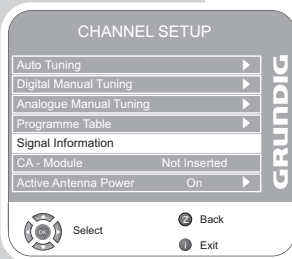 CHANNEL SETUP
Auto Tuning
Digital Manual Tuning
Analogue Manual Tuning
Programme Table
Signal Information
CA - Module Not Inserted
Active Antenna Power On
GRUNDIG
OK Select
Z Back
i Exit